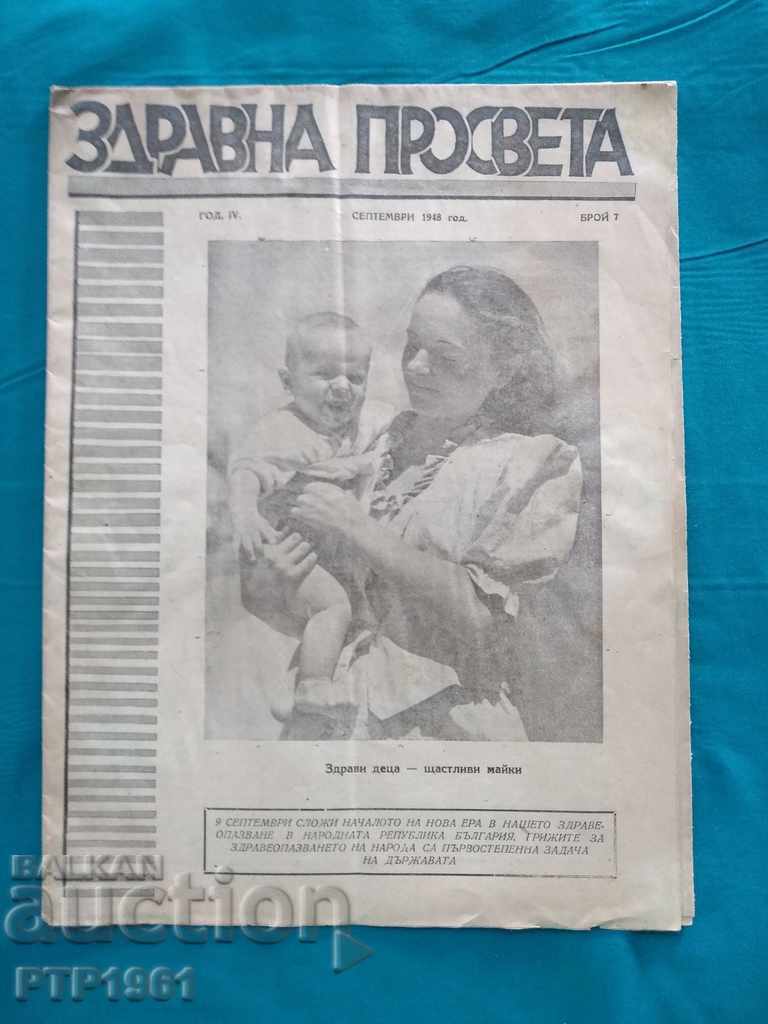 ЗДРАВНА ПРОСВЕТА
ГОД. IV. СЕПТЕМВРИ 1948 год. БРОЙ 7
Здрави деца — щастливи майки
9 СЕПТЕМВРИ СЛОЖИ НАЧАЛОТО НА НОВА ЕРА В НАШЕТО ЗДРАВЕ-
ОПАЗВАНЕ В НАРОДНАТА РЕПУБЛИКА БЪЛГАРИЯ. ГРИЖИТЕ ЗА
ЗДРАВЕОПАЗВАНЕТО НА НАРОДА СА ПЪРВОСТЕПЕННА ЗАДАЧА
НА ДЪРЖАВАТА
BALKAN
auction
PTP1961